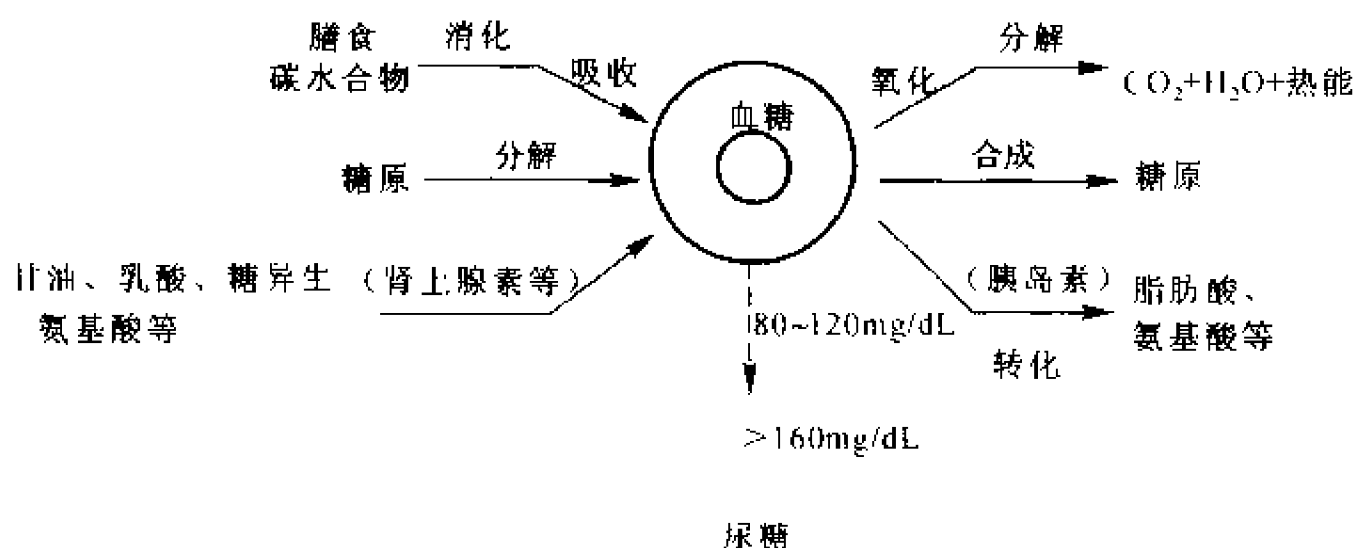 膳食
碳水合物
消化
吸收
血糖
氧化
分解
CO₂+H₂O+热能
糖原
分解
合成
糖原
甘油、乳酸、糖异生
氨基酸等
（肾上腺素等）
80~120mg/dL
（胰岛素）
转化
脂肪酸、
氨基酸等
>160mg/dL
尿糖